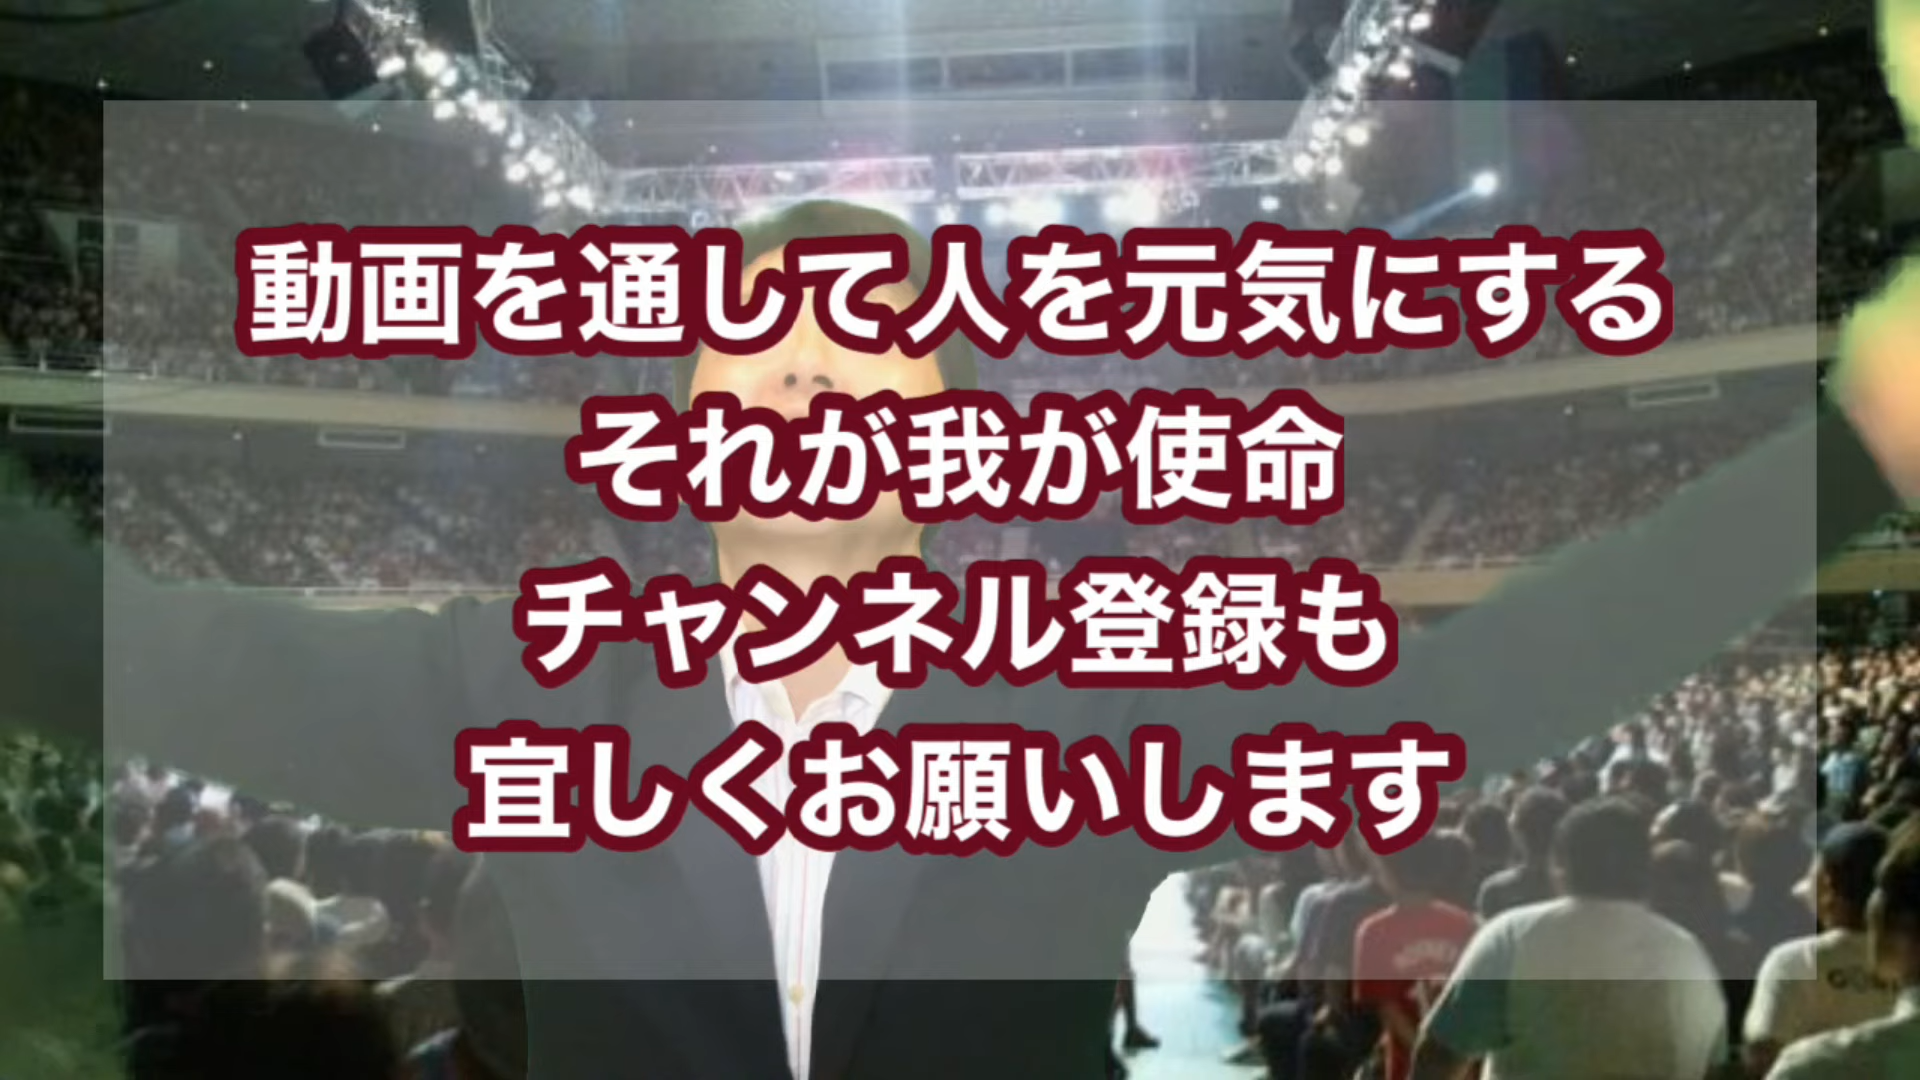 動画を通して人を元気にする
それが我が使命
チャンネル登録も
宜しくお願いします